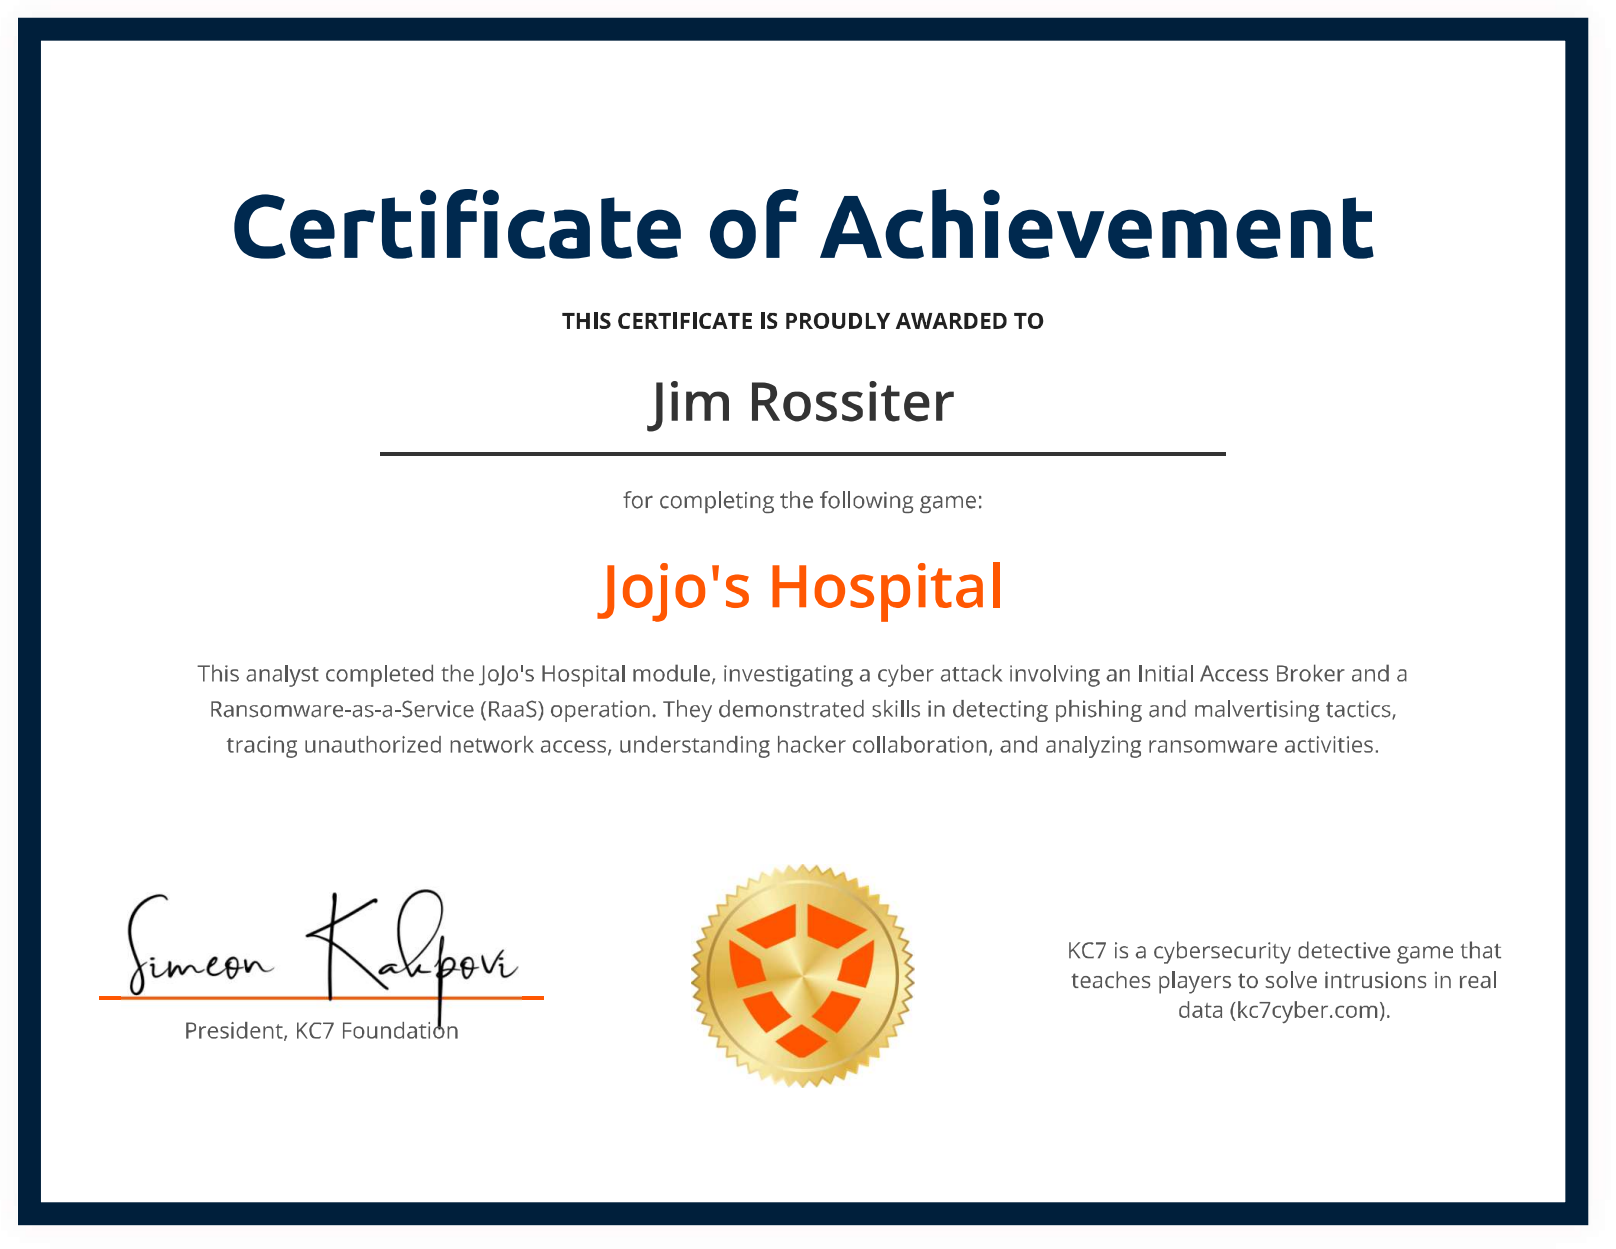 Certificate of Achievement
THIS CERTIFICATE IS PROUDLY AWARDED TO
Jim Rossiter
for completing the following game:
Jojo's Hospital
This analyst completed the JoJo's Hospital module, investigating a cyber attack involving an Initial Access Broker and a
Ransomware-as-a-Service (RaaS) operation. They demonstrated skills in detecting phishing and malvertising tactics,
tracing unauthorized network access, understanding hacker collaboration, and analyzing ransomware activities.
Simeon Kakpovi
President, KC7 Foundation
KC7 is a cybersecurity detective game that
teaches players to solve intrusions in real
data (kc7cyber.com).